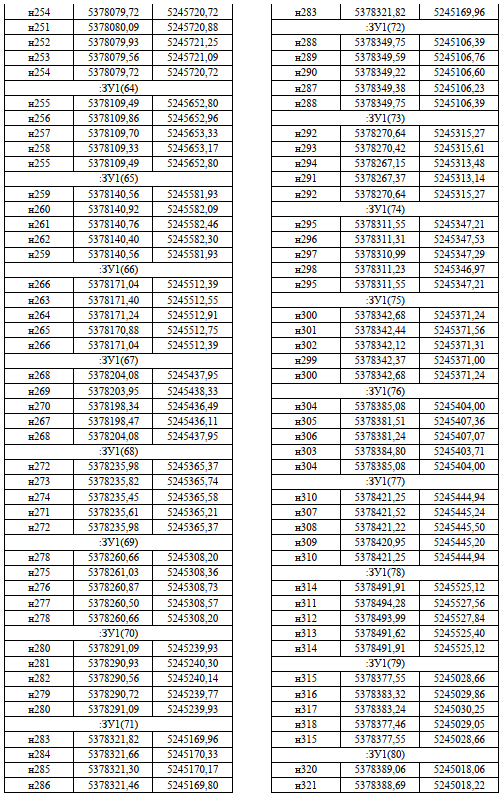 н254 5378079,72 5245720,72
н251 5378080,09 5245720,88
н252 5378079,93 5245721,25
н253 5378079,56 5245721,09
н254 5378079,72 5245720,72
:ЗУ1(64)
н255 5378109,49 5245652,80
н256 5378109,86 5245652,96
н257 5378109,70 5245653,33
н258 5378109,33 5245653,17
н255 5378109,49 5245652,80
:ЗУ1(65)
н259 5378140,56 5245581,93
н260 5378140,92 5245582,09
н261 5378140,76 5245582,46
н262 5378140,40 5245582,30
н259 5378140,56 5245581,93
:ЗУ1(66)
н266 5378171,04 5245512,39
н263 5378171,40 5245512,55
н264 5378171,24 5245512,91
н265 5378170,88 5245512,75
н266 5378171,04 5245512,39
:ЗУ1(67)
н268 5378204,08 5245437,95
н269 5378203,95 5245438,33
н270 5378198,34 5245436,49
н267 5378198,47 5245436,11
н268 5378204,08 5245437,95
:ЗУ1(68)
н272 5378235,98 5245365,37
н273 5378235,82 5245365,74
н274 5378235,45 5245365,58
н271 5378235,61 5245365,21
н272 5378235,98 5245365,37
:ЗУ1(69)
н278 5378260,66 5245308,20
н275 5378261,03 5245308,36
н276 5378260,87 5245308,73
н277 5378260,50 5245308,57
н278 5378260,66 5245308,20
:ЗУ1(70)
н280 5378291,09 5245239,93
н281 5378290,93 5245240,30
н282 5378290,56 5245240,14
н279 5378290,72 5245239,77
н280 5378291,09 5245239,93
:ЗУ1(71)
н283 5378321,82 5245169,96
н284 5378321,66 5245170,33
н285 5378321,30 5245170,17
н286 5378321,46 5245169,80
н283 5378321,82 5245169,96
:ЗУ1(72)
н288 5378349,75 5245106,39
н289 5378349,59 5245106,76
н290 5378349,22 5245106,60
н287 5378349,38 5245106,23
н288 5378349,75 5245106,39
:ЗУ1(73)
н292 5378270,64 5245315,27
н293 5378270,42 5245315,61
н294 5378267,15 5245313,48
н291 5378267,37 5245313,14
н292 5378270,64 5245315,27
:ЗУ1(74)
н295 5378311,55 5245347,21
н296 5378311,31 5245347,53
н297 5378310,99 5245347,29
н298 5378311,23 5245346,97
н295 5378311,55 5245347,21
:ЗУ1(75)
н300 5378342,68 5245371,24
н301 5378342,44 5245371,56
н302 5378342,12 5245371,31
н299 5378342,37 5245371,00
н300 5378342,68 5245371,24
:ЗУ1(76)
н304 5378385,08 5245404,00
н305 5378381,51 5245407,36
н306 5378381,24 5245407,07
н303 5378384,80 5245403,71
н304 5378385,08 5245404,00
:ЗУ1(77)
н310 5378421,25 5245444,94
н307 5378421,52 5245445,24
н308 5378421,22 5245445,50
н309 5378420,95 5245445,20
н310 5378421,25 5245444,94
:ЗУ1(78)
н314 5378491,91 5245525,12
н311 5378494,28 5245527,56
н312 5378493,99 5245527,84
н313 5378491,62 5245525,40
н314 5378491,91 5245525,12
:ЗУ1(79)
н315 5378377,55 5245028,66
н316 5378383,32 5245029,86
н317 5378383,24 5245030,25
н318 5378377,46 5245029,05
н315 5378377,55 5245028,66
:ЗУ1(80)
н320 5378389,06 5245018,06
н321 5378388,69 5245018,22